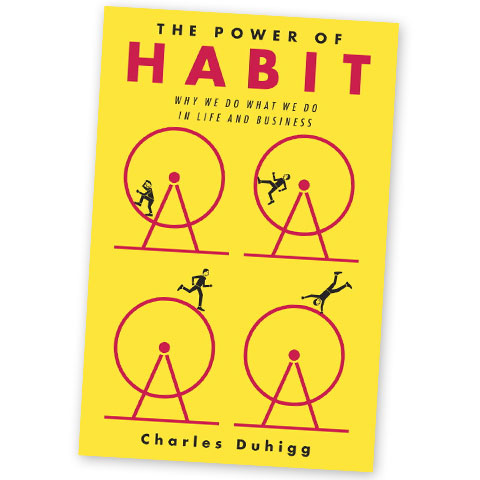 THE POWER OF
HABIT
WHY WE DO WHAT WE DO
IN LIFE AND BUSINESS
Charles Duhigg